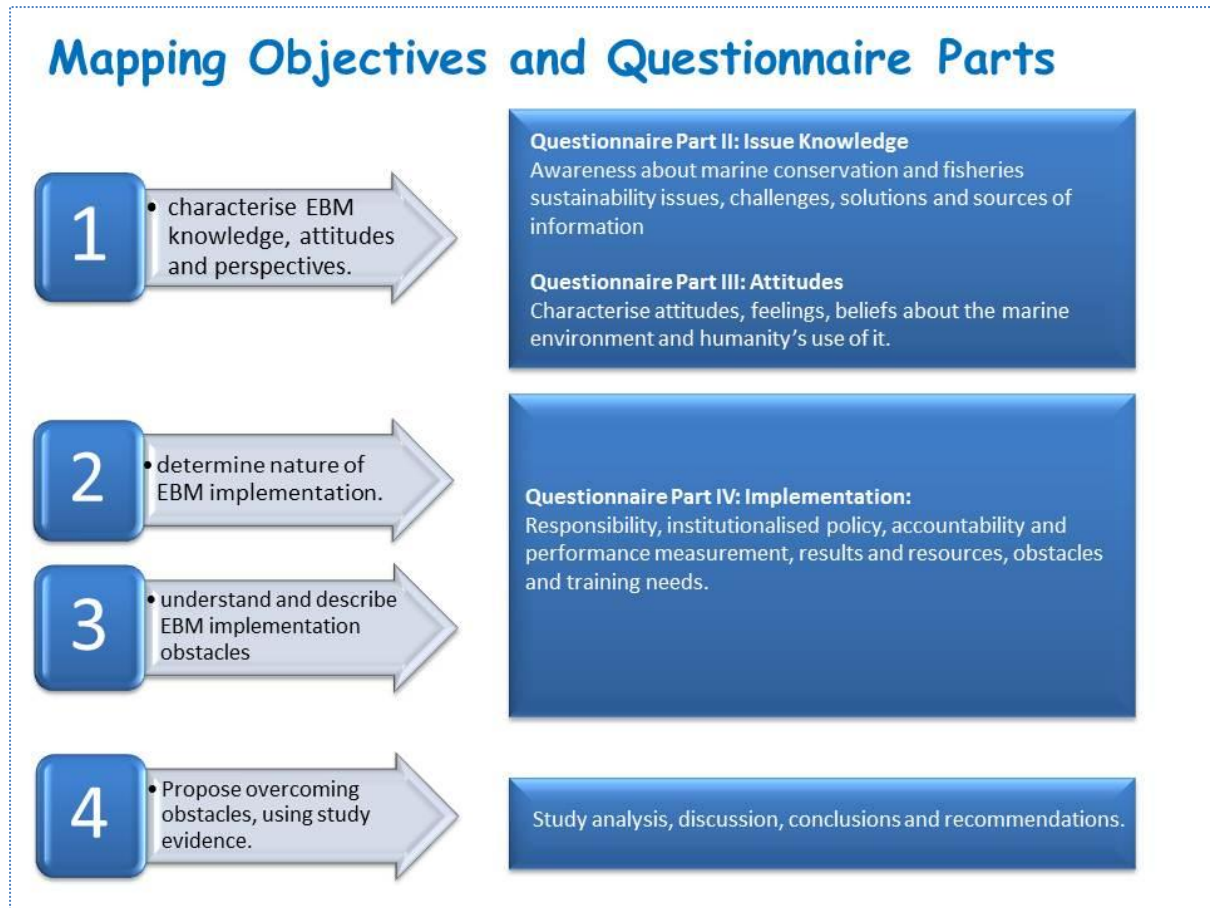 Mapping Objectives and Questionnaire Parts
1
• characterise EBM
knowledge, attitudes
and perspectives.
Questionnaire Part II: Issue Knowledge
Awareness about marine conservation and fisheries
sustainability issues, challenges, solutions and sources of
information
Questionnaire Part III: Attitudes
Characterise attitudes, feelings, beliefs about the marine
environment and humanity’s use of it.
2
• determine nature of
EBM implementation.
3
• understand and describe
EBM implementation
obstacles
Questionnaire Part IV: Implementation:
Responsibility, institutionalised policy, accountability and
performance measurement, results and resources, obstacles
and training needs.
4
• Propose overcoming
obstacles, using study
evidence.
Study analysis, discussion, conclusions and recommendations.